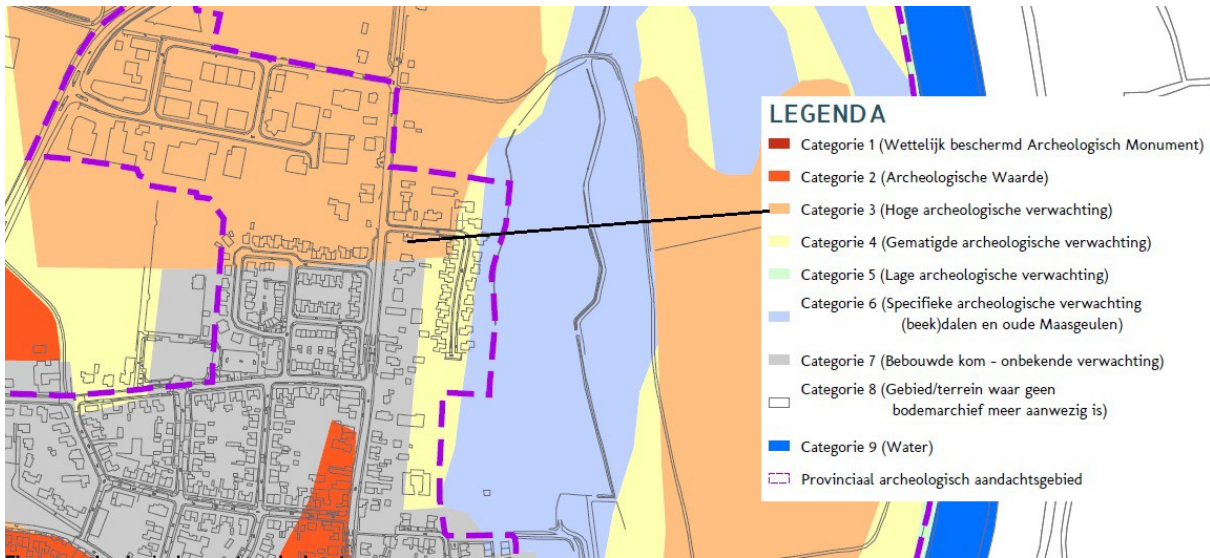 LEGENDA
Categorie 1 (Wettelijk beschermd Archeologisch Monument)
Categorie 2 (Archeologische Waarde)
Categorie 3 (Hoge archeologische verwachting)
Categorie 4 (Gematigde archeologische verwachting)
Categorie 5 (Lage archeologische verwachting)
Categorie 6 (Specifieke archeologische verwachting
(beek)dalen en oude Maasgeulen)
Categorie 7 (Bebouwde kom - onbekende verwachting)
Categorie 8 (Gebied/terrein waar geen
bodemarchief meer aanwezig is)
Categorie 9 (Water)
Provinciaal archeologisch aandachtsgebied